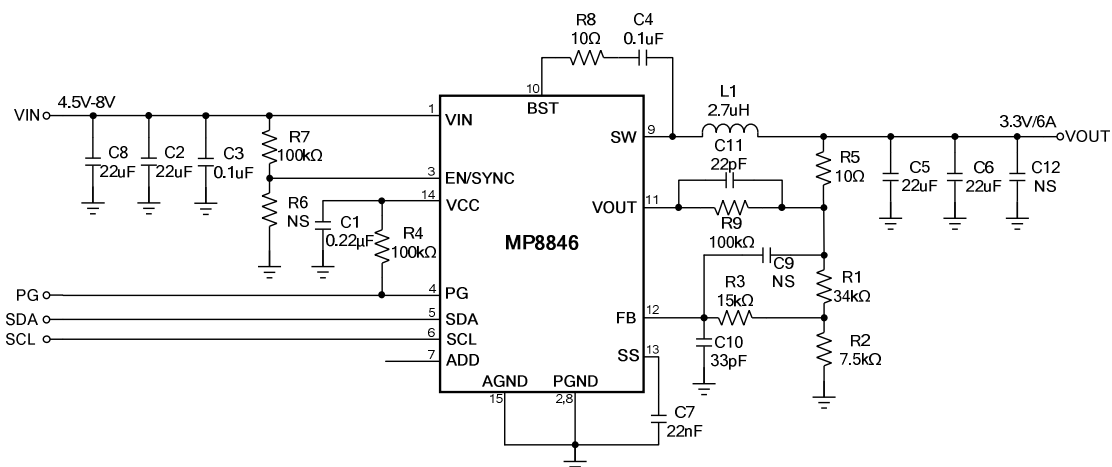 R8
10Ω
C4
0.1uF
10
BST
VIN
4.5V-8V
1
VIN
L1
2.7uH
SW
9
3.3V/6A
VOUT
C8
22uF
C2
22uF
C3
0.1uF
R7
100kΩ
C11
22pF
R5
10Ω
C5
22uF
C6
22uF
C12
NS
3
EN/SYNC
14
VCC
R6
NS
C1
0.22µF
R4
100kΩ
VOUT
11
R9
100kΩ
MP8846
C9
NS
R1
34kΩ
R3
15kΩ
PG
4
PG
SDA
5
SDA
SCL
6
SCL
7
ADD
FB
12
C10
33pF
R2
7.5kΩ
SS
13
AGND
15
PGND
2,8
C7
22nF